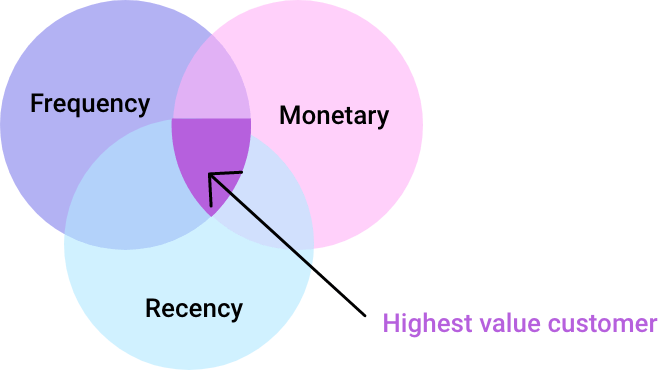 Frequency
Monetary
Recency
Highest value customer